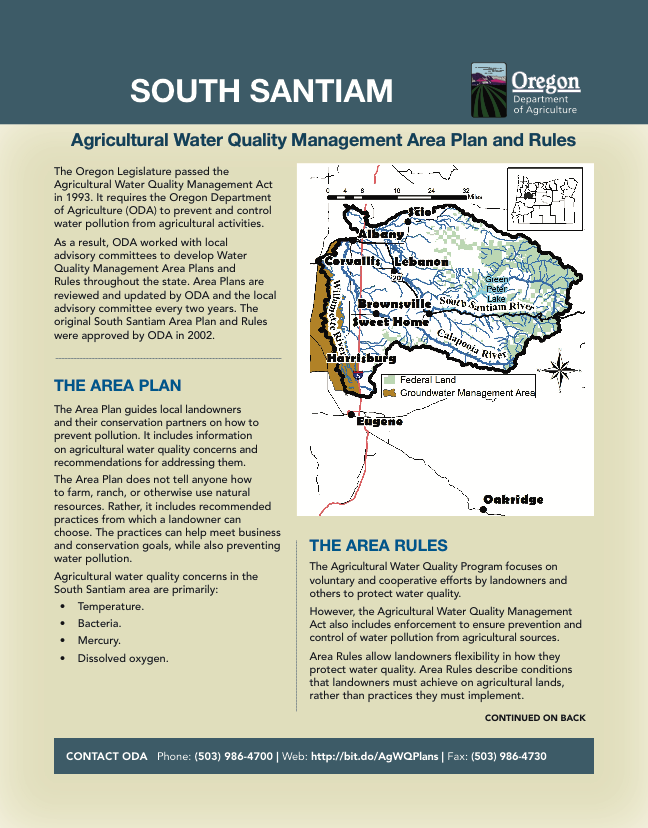 SOUTH SANTIAM
Oregon
Department
of Agriculture
Agricultural Water Quality Management Area Plan and Rules
The Oregon Legislature passed the
Agricultural Water Quality Management Act
in 1993. It requires the Oregon Department
of Agriculture (ODA) to prevent and control
water pollution from agricultural activities.
As a result, ODA worked with local
advisory committees to develop Water
Quality Management Area Plans and
Rules throughout the state. Area Plans are
reviewed and updated by ODA and the local
advisory committee every two years. The
original South Santiam Area Plan and Rules
were approved by ODA in 2002.
THE AREA PLAN
The Area Plan guides local landowners
and their conservation partners on how to
prevent pollution. It includes information
on agricultural water quality concerns and
recommendations for addressing them.
The Area Plan does not tell anyone how
to farm, ranch, or otherwise use natural
resources. Rather, it includes recommended
practices from which a landowner can
choose. The practices can help meet business
and conservation goals, while also preventing
water pollution.
Agricultural water quality concerns in the
South Santiam area are primarily:
• Temperature.
• Bacteria.
• Mercury.
• Dissolved oxygen.
0 4 8 16 24 32
Miles
Scio
Albany
Corvallis
Lebanon
20
Green
Peter
Lake
Willamette River
Brownsville
South Santiam River
Sweet Home
Calapooia River
Harrisburg
5
Federal Land
Groundwater Management Area
Eugene
Oakridge
THE AREA RULES
The Agricultural Water Quality Program focuses on
voluntary and cooperative efforts by landowners and
others to protect water quality.
However, the Agricultural Water Quality Management
Act also includes enforcement to ensure prevention and
control of water pollution from agricultural sources.
Area Rules allow landowners flexibility in how they
protect water quality. Area Rules describe conditions
that landowners must achieve on agricultural lands,
rather than practices they must implement.
CONTINUED ON BACK
CONTACT ODA Phone: (503) 986-4700 | Web: http://bit.do/AgWQPlans | Fax: (503) 986-4730